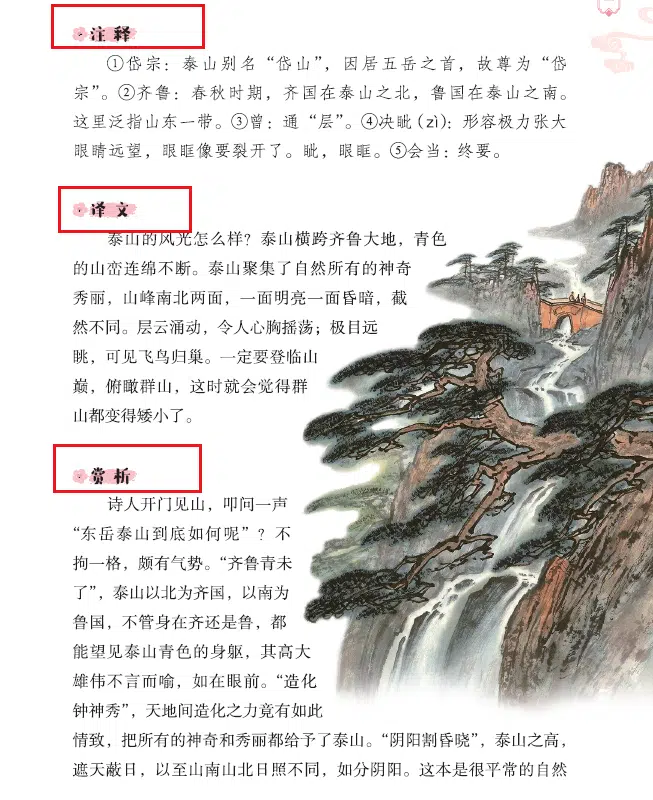 注释
①岱宗：泰山别名“岱山”，因居五岳之首，故尊为“岱
宗”。②齐鲁：春秋时期，齐国在泰山之北，鲁国在泰山之南。
这里泛指山东一带。③曾：通“层”。④决眦（zì）：形容极力张大
眼睛远望，眼眶像要裂开了。眦，眼眶。⑤会当：终要。
译文
泰山的风光怎么样？泰山横跨齐鲁大地，青色
的山峦连绵不断。泰山聚集了自然所有的神奇
秀丽，山峰南北两面，一面明亮一面昏暗，截
然不同。层云涌动，令人心胸摇荡；极目远
眺，可见飞鸟归巢。一定要登临山
巅，俯瞰群山，这时就会觉得群
山都变得矮小了。
赏析
诗人开门见山，叩问一声
“东岳泰山到底如何呢”？不
拘一格，颇有气势。“齐鲁青未
了”，泰山以北为齐国，以南为
鲁国，不管身在齐还是鲁，都
能望见泰山青色的身躯，其高大
雄伟不言而喻，如在眼前。“造化
钟神秀”，天地间造化之力竟有如此
情致，把所有的神奇和秀丽都给予了泰山。“阴阳割昏晓”，泰山之高，
遮天蔽日，以至山南山北日照不同，如分阴阳。这本是很平常的自然